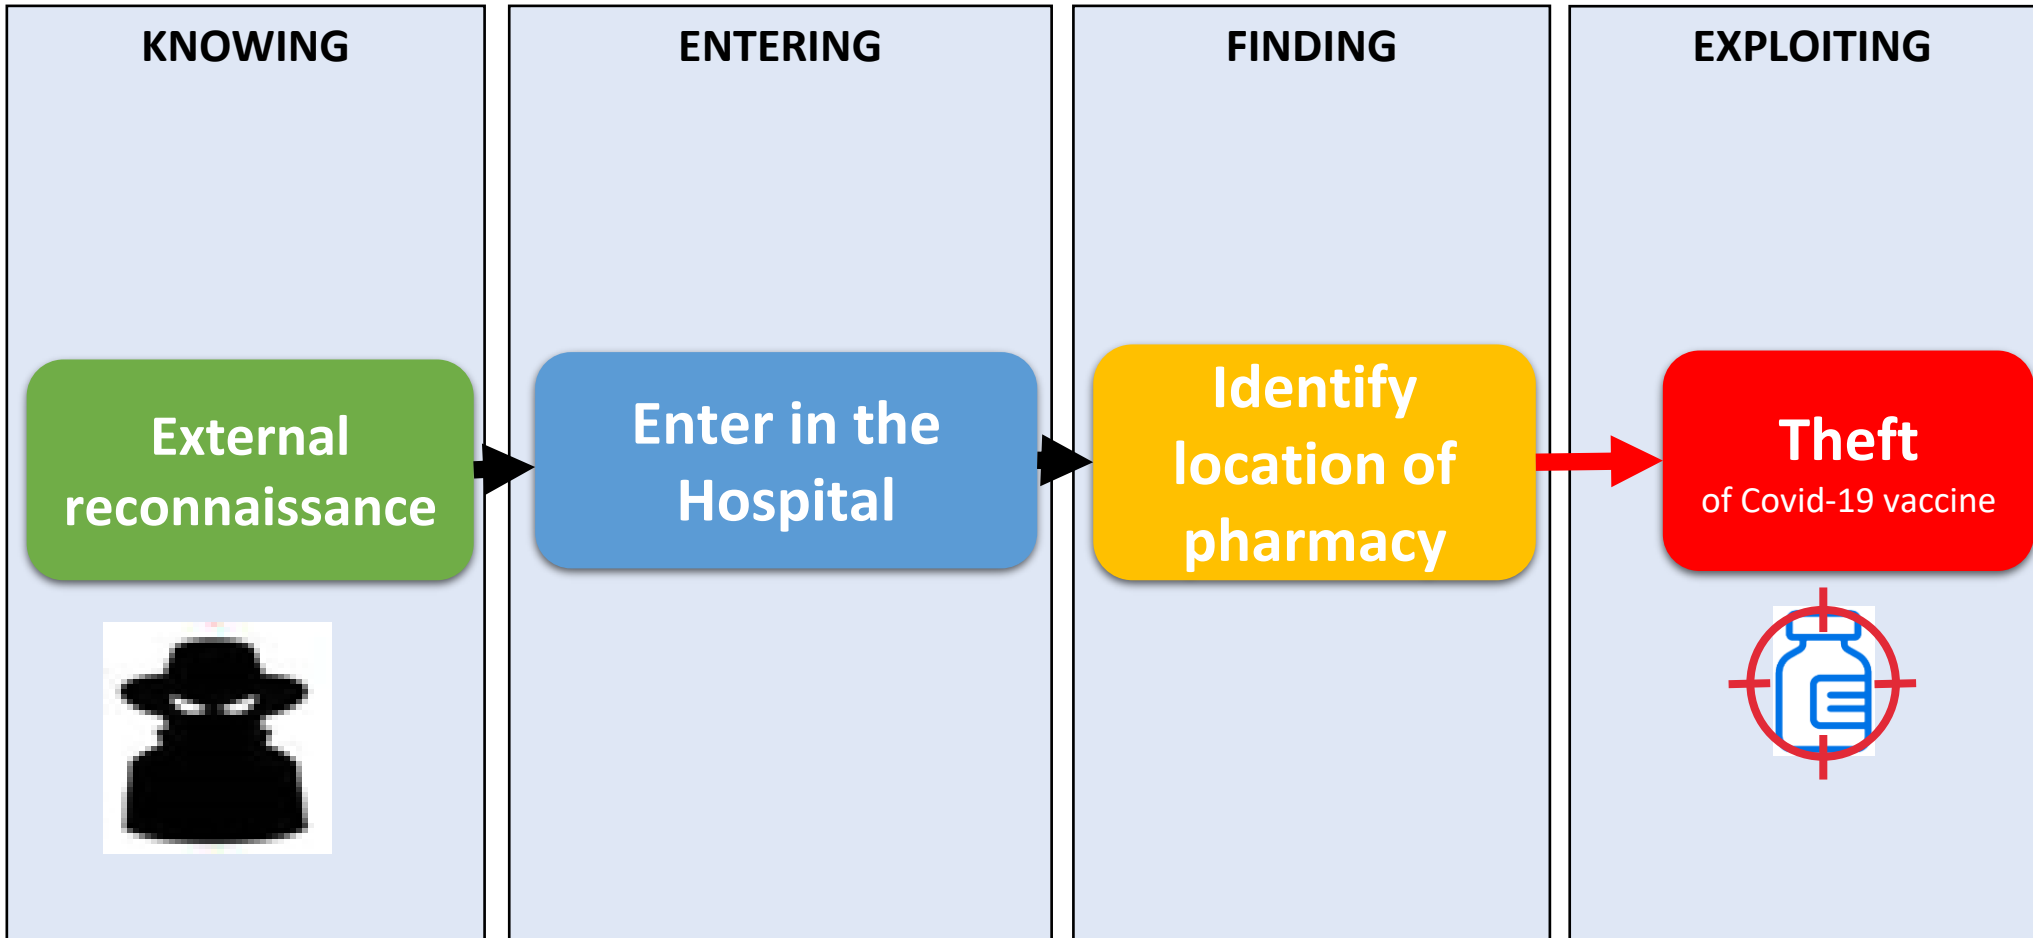 KNOWING
External
reconnaissance
ENTERING
Enter in the
Hospital
FINDING
Identify
location of
pharmacy
EXPLOITING
Theft
of Covid-19 vaccine